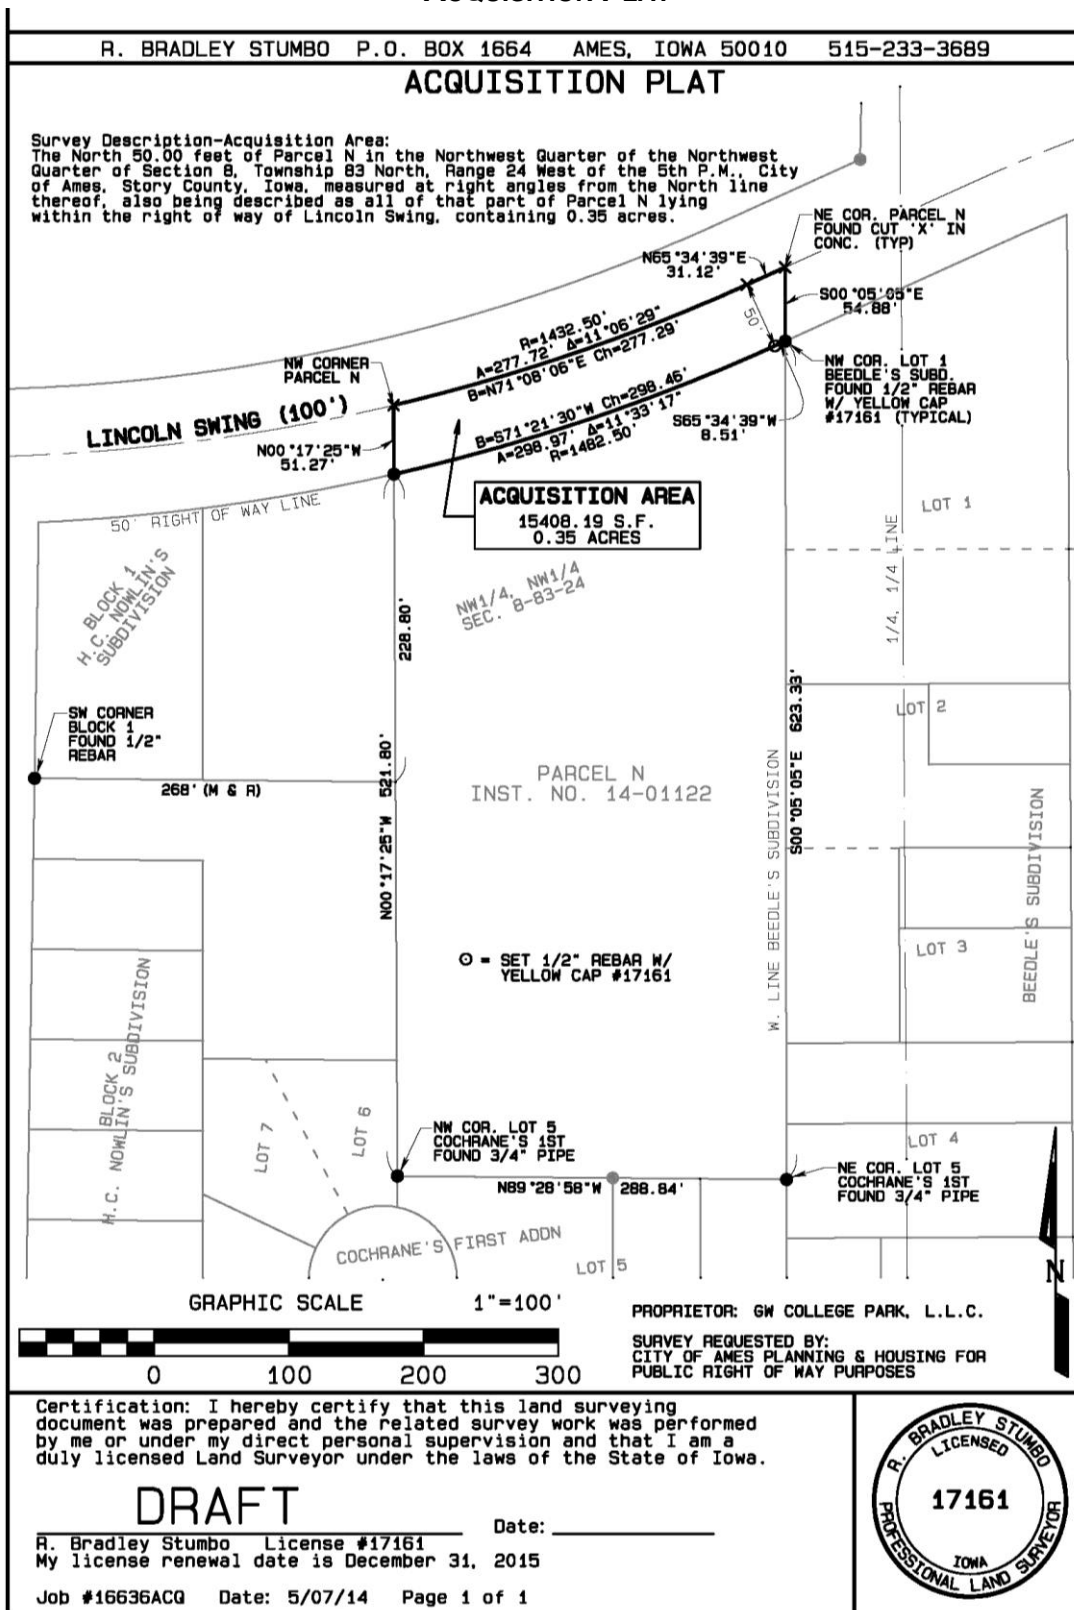 R. BRADLEY STUMBO P.O. BOX 1664 AMES, IOWA 50010 515-233-3689
ACQUISITION PLAT
Survey Description-Acquisition Area:
The North 50.00 feet of Parcel N in the Northwest Quarter of the Northwest
Quarter of Section 8, Township 83 North, Range 24 West of the 5th P.M., City
of Ames, Story County, Iowa, measured at right angles from the North line
thereof, also being described as all of that part of Parcel N lying
within the right of way of Lincoln Swing, containing 0.35 acres.
NE COR. PARCEL N
FOUND CUT 'X' IN
CONC. (TYP)
N65°34'39"E
31.12'
S00°05'05"E
54.88'
R=1432.50'
A=277.72' Δ=11°06'29"
B=N71°08'06"E Ch=277.29'
50'
NW CORNER
PARCEL N
NW COR. LOT 1
BEEDLE'S SUBD.
FOUND 1/2" REBAR
W/ YELLOW CAP
#17161 (TYPICAL)
LINCOLN SWING (100')
B=S71°21'30"W Ch=298.46'
A=298.97' Δ=11°33'17"
R=1482.50'
S65°34'39"W
8.51'
N00°17'25"W
51.27'
ACQUISITION AREA
15408.19 S.F.
0.35 ACRES
50' RIGHT OF WAY LINE
LOT 1
1/4, 1/4 LINE
BLOCK 1
H.C. NOWLIN'S
SUBDIVISION
NW1/4, NW1/4
SEC. 8-83-24
228.80'
SW CORNER
BLOCK 1
FOUND 1/2"
REBAR
LOT 2
268' (M & R)
N00°17'25"W 521.80'
PARCEL N
INST. NO. 14-01122
W. LINE BEEDLE'S SUBDIVISION
S00°05'05"E 623.33'
BEEDLE'S SUBDIVISION
LOT 3
⊙ = SET 1/2" REBAR W/
YELLOW CAP #17161
BLOCK 2
H.C. NOWLIN'S SUBDIVISION
LOT 7
LOT 6
NW COR. LOT 5
COCHRANE'S 1ST
FOUND 3/4" PIPE
LOT 4
NE COR. LOT 5
COCHRANE'S 1ST
FOUND 3/4" PIPE
N89°28'58"W 288.84'
COCHRANE'S FIRST ADDN
LOT 5
N
GRAPHIC SCALE 1"=100'
0 100 200 300
PROPRIETOR: GW COLLEGE PARK, L.L.C.
SURVEY REQUESTED BY:
CITY OF AMES PLANNING & HOUSING FOR
PUBLIC RIGHT OF WAY PURPOSES
Certification: I hereby certify that this land surveying
document was prepared and the related survey work was performed
by me or under my direct personal supervision and that I am a
duly licensed Land Surveyor under the laws of the State of Iowa.
DRAFT
Date:
R. Bradley Stumbo License #17161
My license renewal date is December 31, 2015
Job #16636ACQ Date: 5/07/14 Page 1 of 1
R. BRADLEY STUMBO
LICENSED
17161
IOWA
PROFESSIONAL LAND SURVEYOR